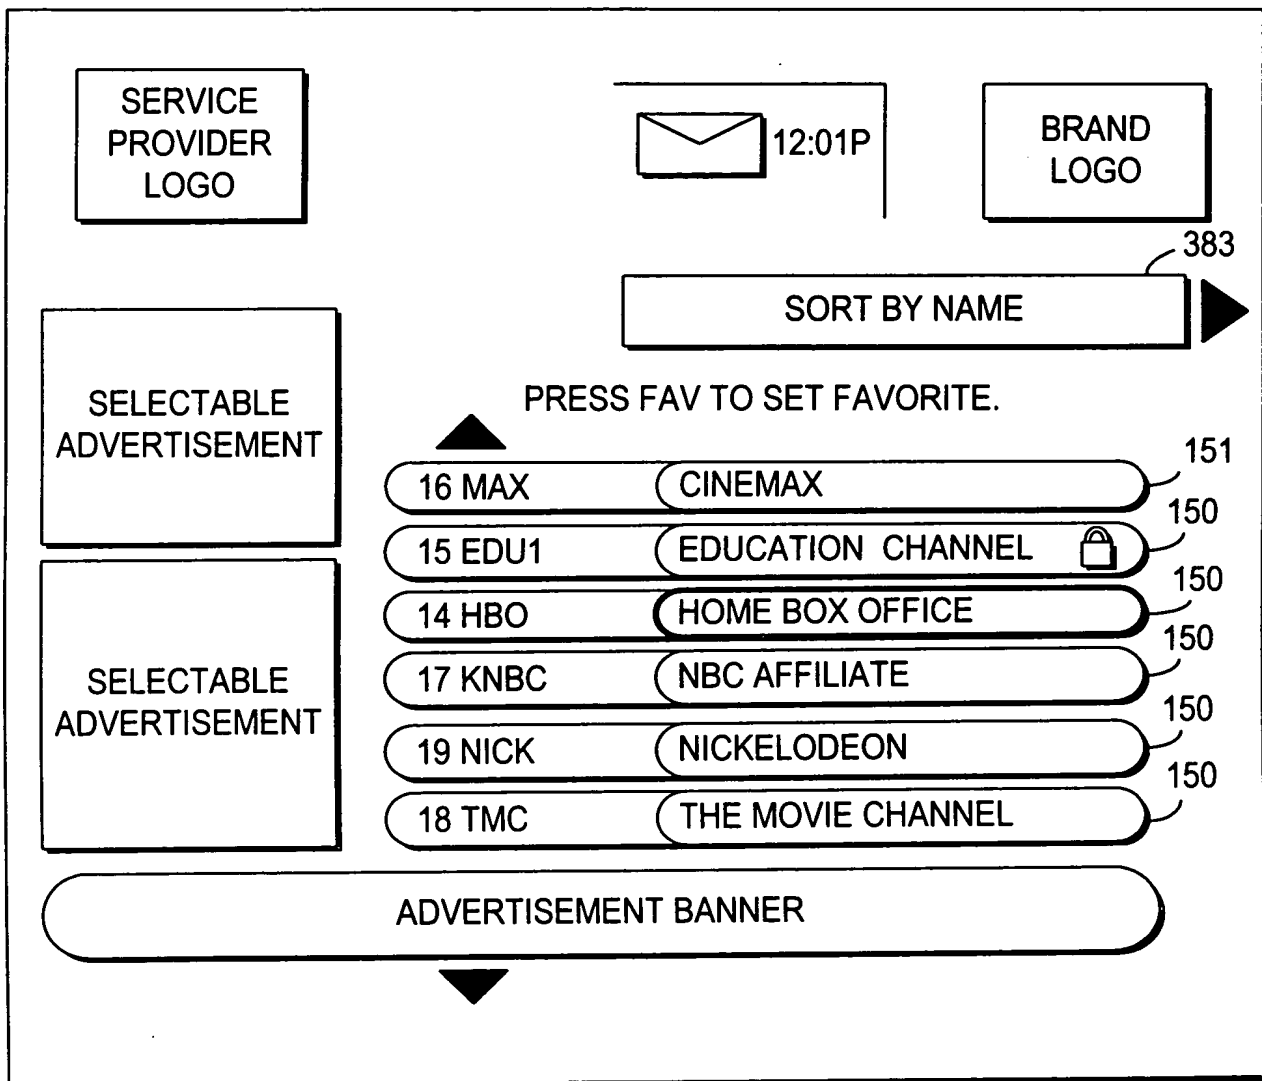 SERVICE
PROVIDER
LOGO
12:01P
BRAND
LOGO
383
SORT BY NAME
SELECTABLE
ADVERTISEMENT
PRESS FAV TO SET FAVORITE.
16 MAX CINEMAX 151
15 EDU1 EDUCATION CHANNEL 150
14 HBO HOME BOX OFFICE 150
SELECTABLE
ADVERTISEMENT
17 KNBC NBC AFFILIATE 150
19 NICK NICKELODEON 150
18 TMC THE MOVIE CHANNEL 150
ADVERTISEMENT BANNER